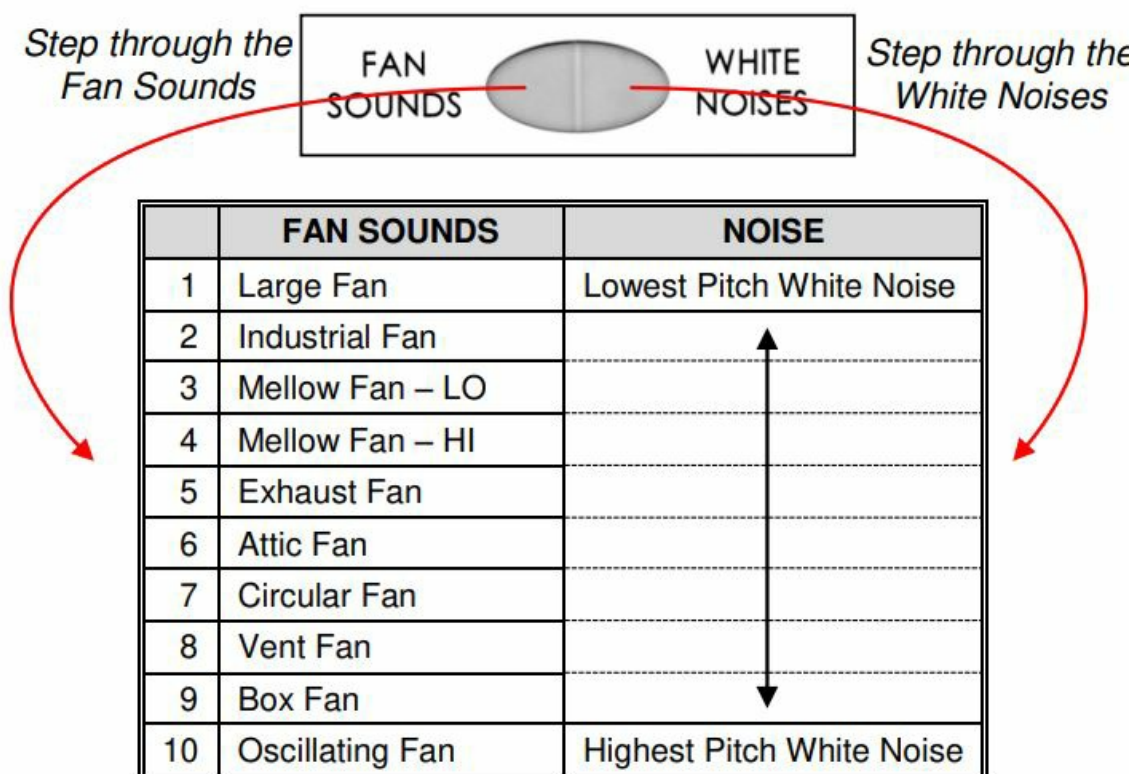 Step through the
Fan Sounds
FAN
SOUNDS
WHITE
NOISES
Step through the
White Noises
FAN SOUNDS NOISE
1 Large Fan Lowest Pitch White Noise
2 Industrial Fan
3 Mellow Fan – LO
4 Mellow Fan – HI
5 Exhaust Fan
6 Attic Fan
7 Circular Fan
8 Vent Fan
9 Box Fan
10 Oscillating Fan Highest Pitch White Noise